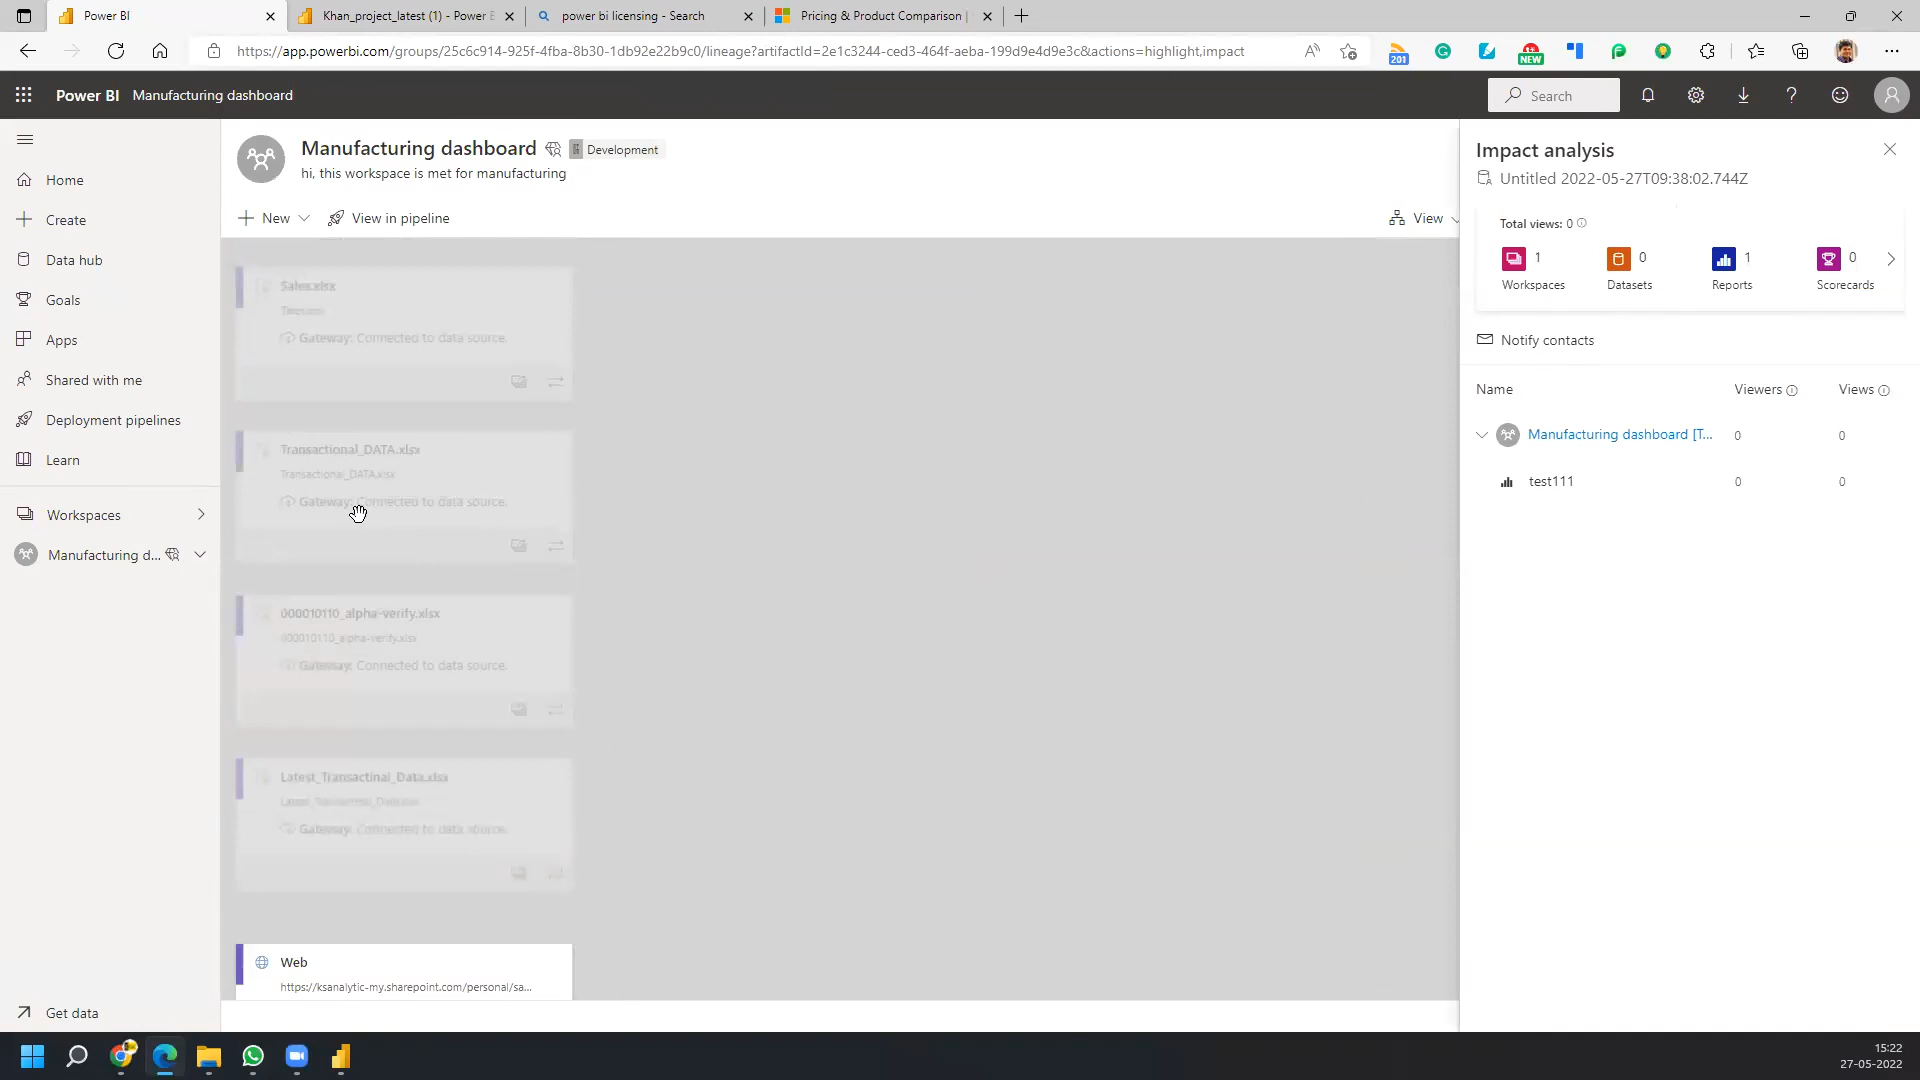 Power BI
Khan_project_latest (1) - Power B
power bi licensing - Search
Pricing & Product Comparison |
https://app.powerbi.com/groups/25c6c914-925f-4fba-8b30-1db92e22b9c0/lineage?artifactId=2e1c3244-ced3-464f-aeba-199d9e4d9e3c&actions=highlight,impact
201
NEW
Power BI
Manufacturing dashboard
Search
Home
Create
Data hub
Goals
Apps
Shared with me
Deployment pipelines
Learn
Workspaces
Manufacturing d...
Get data
Manufacturing dashboard
Development
hi, this workspace is met for manufacturing
New
View in pipeline
View
Sales.xlsx
Gateway: Connected to data source.
Transactional_DATA.xlsx
Transactional_DATA.xlsx
Gateway: Connected to data source.
000010110_alpha-verify.xlsx
000010110_alpha-verify.xlsx
Gateway: Connected to data source.
Latest_Transactinal_Data.xlsx
Latest_Transactinal_Data.xlsx
Gateway: Connected to data source.
Web
https://ksanalytic-my.sharepoint.com/personal/sa...
Impact analysis
Untitled 2022-05-27T09:38:02.744Z
Total views: 0
1
0
1
0
Workspaces
Datasets
Reports
Scorecards
Notify contacts
Name
Viewers
Views
Manufacturing dashboard [T...
0
0
test111
0
0
15:22
27-05-2022